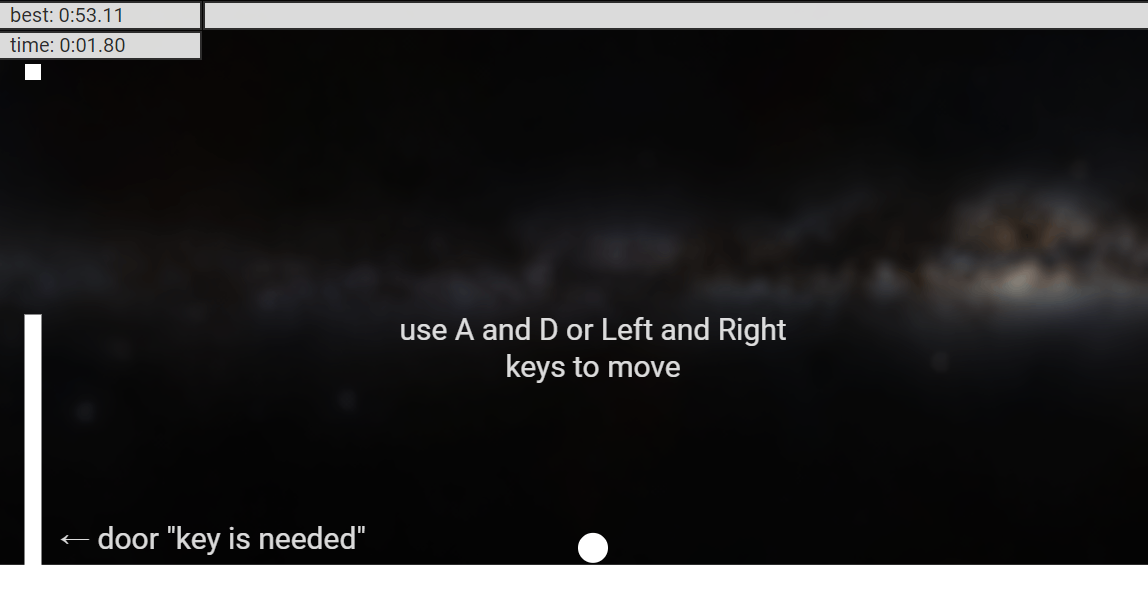 best: 0:53.11
time: 0:01.80
use A and D or Left and Right
keys to move
← door "key is needed"